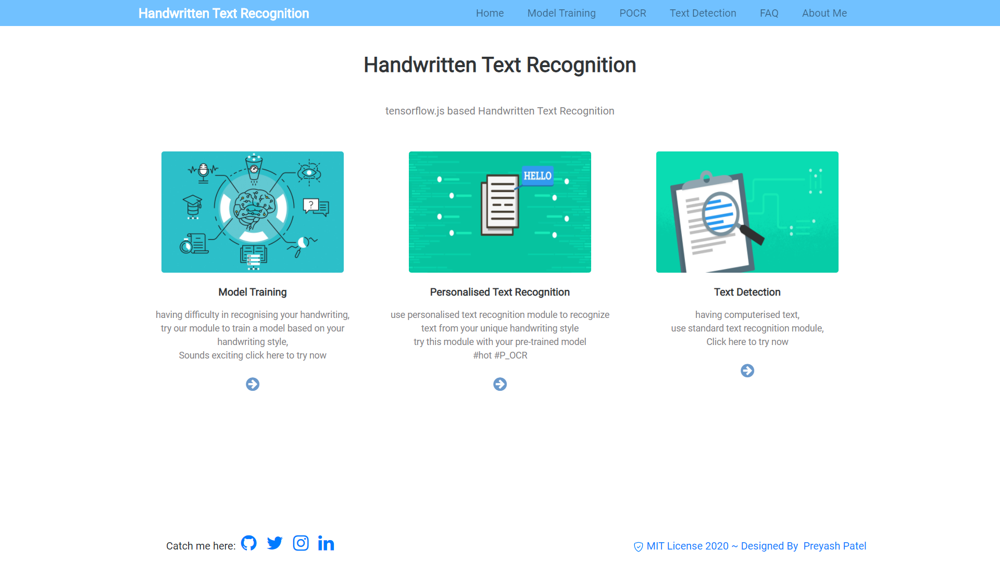 Handwritten Text Recognition
Home
Model Training
POCR
Text Detection
FAQ
About Me
Handwritten Text Recognition
tensorflow.js based Handwritten Text Recognition
?
HELLO
Model Training
having difficulty in recognising your handwriting,
try our module to train a model based on your
handwriting style,
Sounds exciting click here to try now
Personalised Text Recognition
use personalised text recognition module to recognize
text from your unique handwriting style
try this module with your pre-trained model
#hot #P_OCR
Text Detection
having computerised text,
use standard text recognition module,
Click here to try now
Catch me here:
MIT License 2020 ~ Designed By Preyash Patel